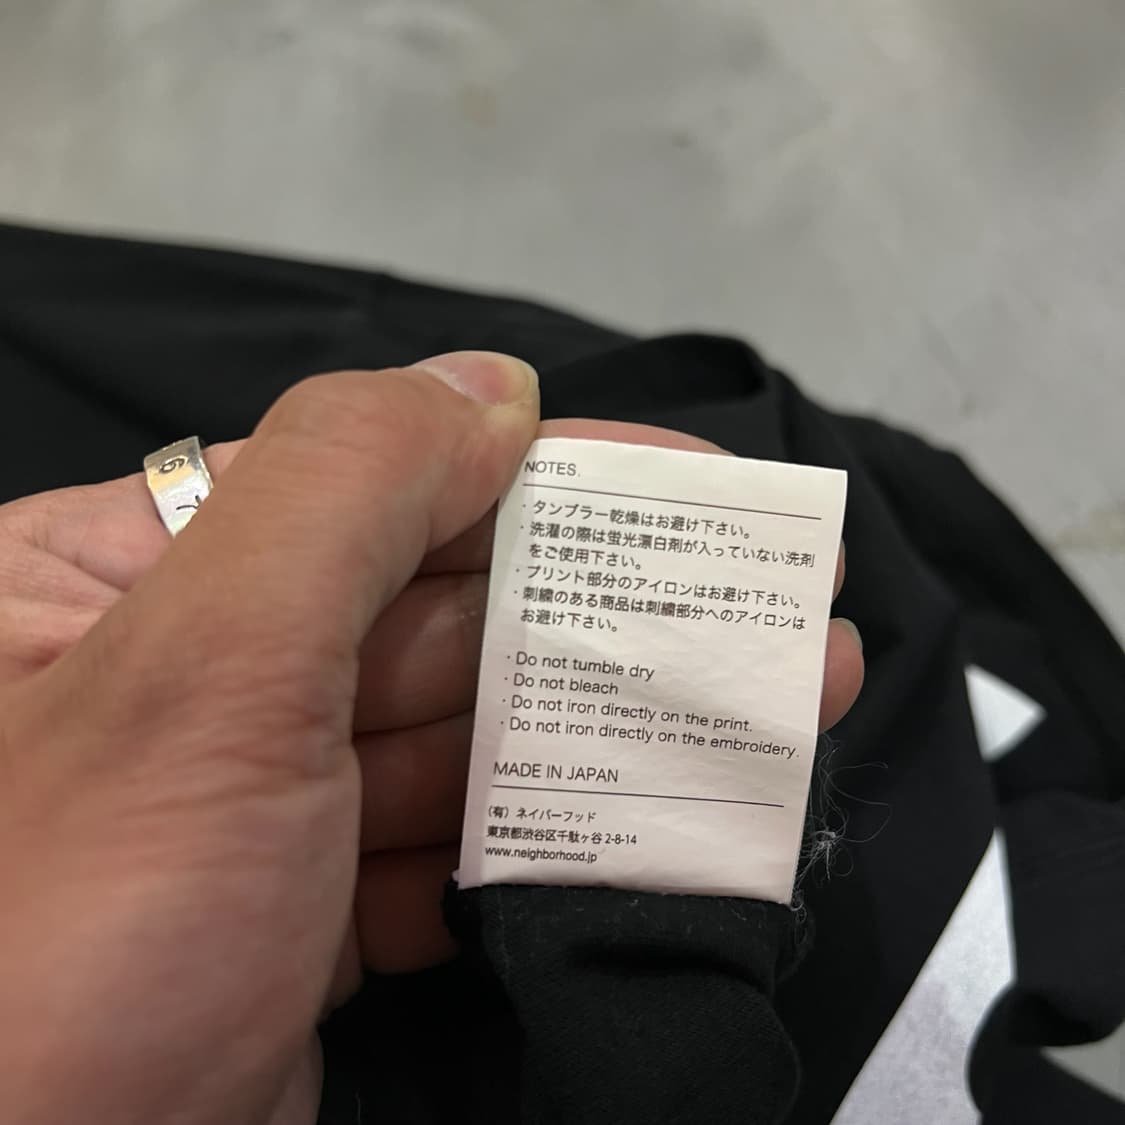 NOTES.
・タンブラー乾燥はお避け下さい。
・洗濯の際は蛍光漂白剤が入っていない洗剤
をご使用下さい。
・プリント部分のアイロンはお避け下さい。
・刺繍のある商品は刺繍部分へのアイロンは
お避け下さい。
・Do not tumble dry
・Do not bleach
・Do not iron directly on the print.
・Do not iron directly on the embroidery.
MADE IN JAPAN
(有) ネイバーフッド
東京都渋谷区千駄ヶ谷 2-8-14
www.neighborhood.jp